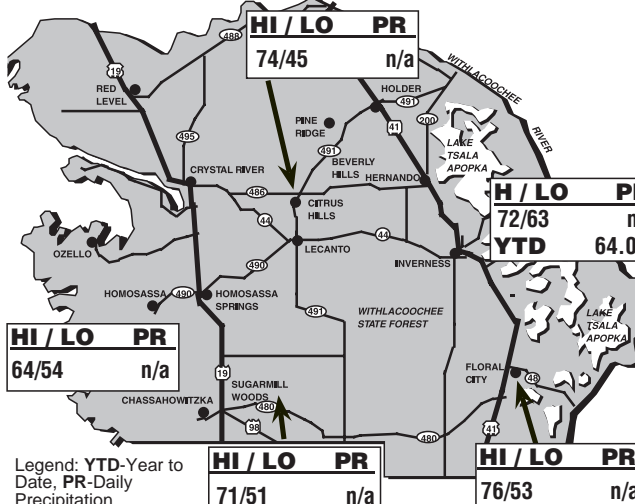 HI / LO PR
74/45 n/a
488
19
RED
LEVEL
HOLDER
491
WITHLACOOCHEE
RIVER
PINE
RIDGE
41
200
495
491
LAKE
TSALA
APOPKA
BEVERLY
HILLS
HERNANDO
CRYSTAL RIVER
486
CITRUS
HILLS
H / LO P
72/63 n
YTD 64.0
44
44
OZELLO
LECANTO
INVERNESS
490
HOMOSASSA
490
HOMOSASSA
SPRINGS
491
WITHLACOOCHEE
STATE FOREST
LAKE
TSALA
APOPKA
HI / LO PR
64/54 n/a
19
SUGARMILL
WOODS
FLORAL
CITY
48
CHASSAHOWITZKA
480
98
480
41
Legend: YTD-Year to
Date, PR-Daily
Precipitation
HI / LO PR
71/51 n/a
HI / LO PR
76/53 n/a